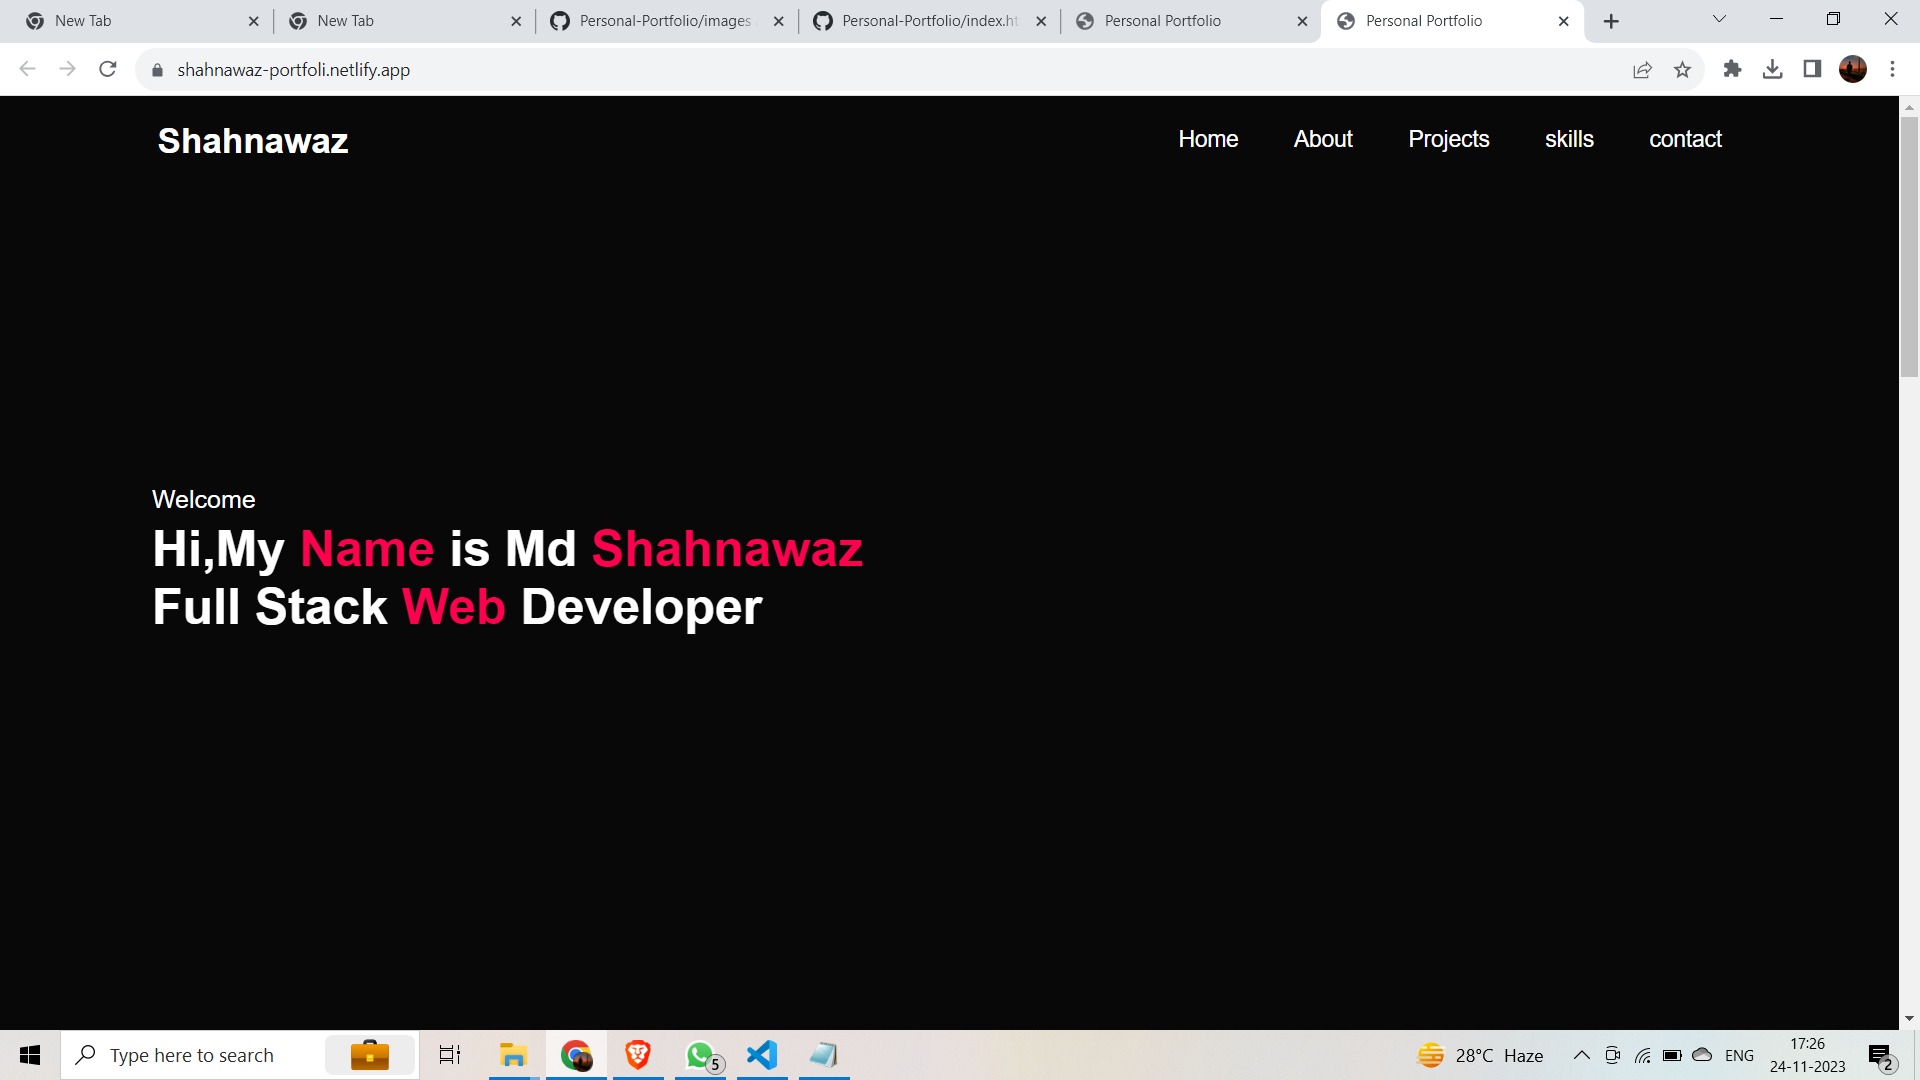 New Tab
New Tab
Personal-Portfolio/images
Personal-Portfolio/index.ht
Personal Portfolio
Personal Portfolio
shahnawaz-portfoli.netlify.app
Shahnawaz
Home About Projects skills contact
Welcome
Hi,My Name is Md Shahnawaz
Full Stack Web Developer
Type here to search
5
28°C Haze
ENG
17:26
24-11-2023
2